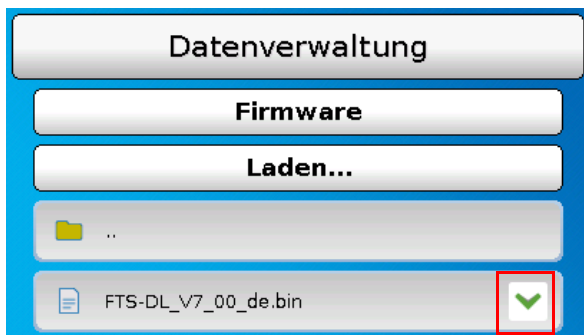 Datenverwaltung
Firmware
Laden...
..
FTS-DL_V7_00_de.bin